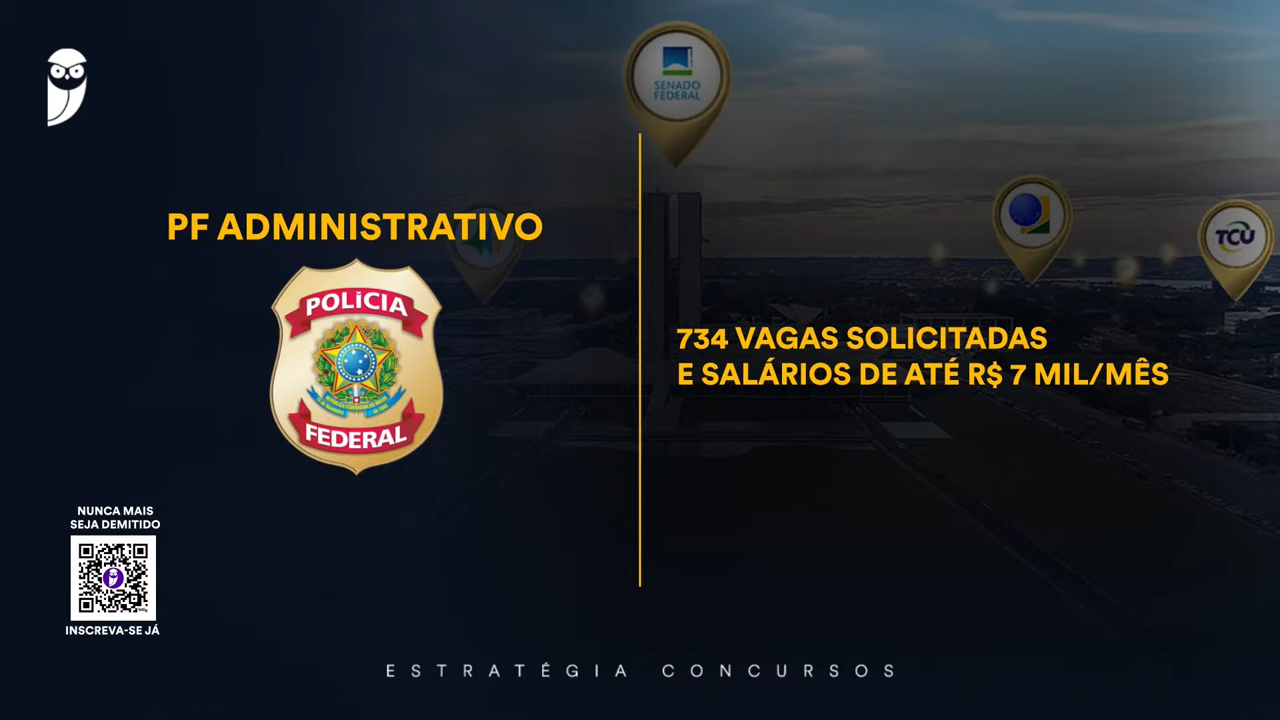 SENADO
FEDERAL
TCU
PF ADMINISTRATIVO
POLÍCIA
FEDERAL
734 VAGAS SOLICITADAS
E SALÁRIOS DE ATÉ R$ 7 MIL/MÊS
NUNCA MAIS
SEJA DEMITIDO
INSCREVA-SE JÁ
ESTRATÉGIA CONCURSOS